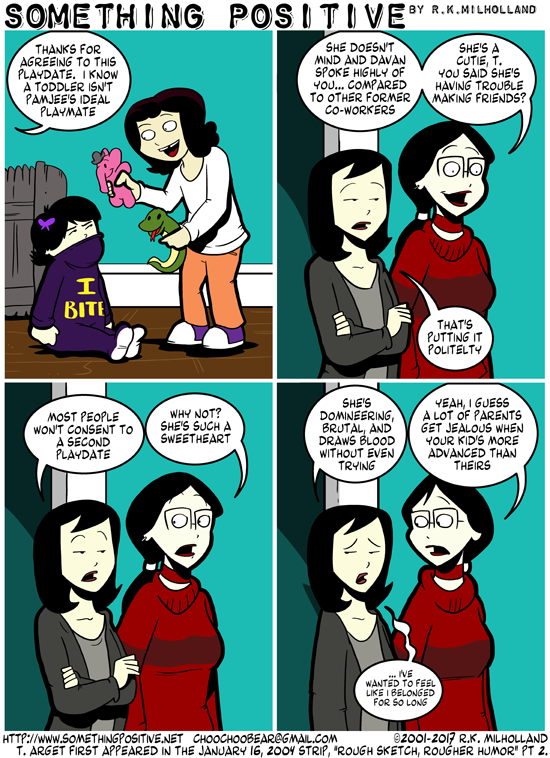 SOMETHING POSITIVE BY R.K.MILHOLLAND
THANKS FOR
AGREEING TO THIS
PLAYDATE. I KNOW
A TODDLER ISN'T
PAMJEE'S IDEAL
PLAYMATE
I
BITE
SHE DOESN'T
MIND AND DAVAN
SPOKE HIGHLY OF
YOU... COMPARED
TO OTHER FORMER
CO-WORKERS
SHE'S A
CUTIE, T.
YOU SAID SHE'S
HAVING TROUBLE
MAKING FRIENDS?
THAT'S
PUTTING IT
POLITELTY
MOST PEOPLE
WON'T CONSENT TO
A SECOND
PLAYDATE
WHY NOT?
SHE'S SUCH A
SWEETHEART
SHE'S
DOMINEERING,
BRUTAL, AND
DRAWS BLOOD
WITHOUT EVEN
TRYING
YEAH, I GUESS
A LOT OF PARENTS
GET JEALOUS WHEN
YOUR KID'S MORE
ADVANCED THAN
THEIRS
... I'VE
WANTED TO FEEL
LIKE I BELONGED
FOR SO LONG
HTTP://WWW.SOMETHINGPOSITIVE.NET CHOOCHOOBEAR@GMAIL.COM ©2001-2017 R.K. MILHOLLAND
T. ARGET FIRST APPEARED IN THE JANUARY 16, 2004 STRIP, "ROUGH SKETCH, ROUGHER HUMOR" PT 2.